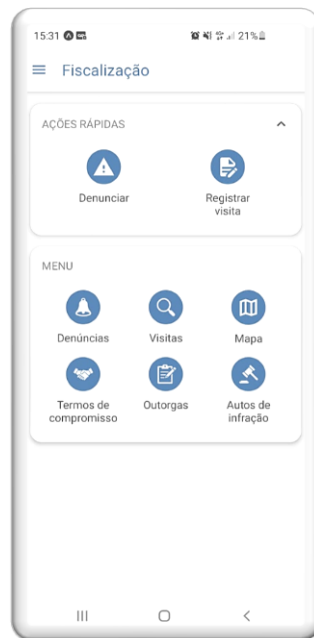 15:31 21%
Fiscalização
AÇÕES RÁPIDAS
Denunciar
Registrar
visita
MENU
Denúncias
Visitas
Mapa
Termos de
compromisso
Outorgas
Autos de
infração